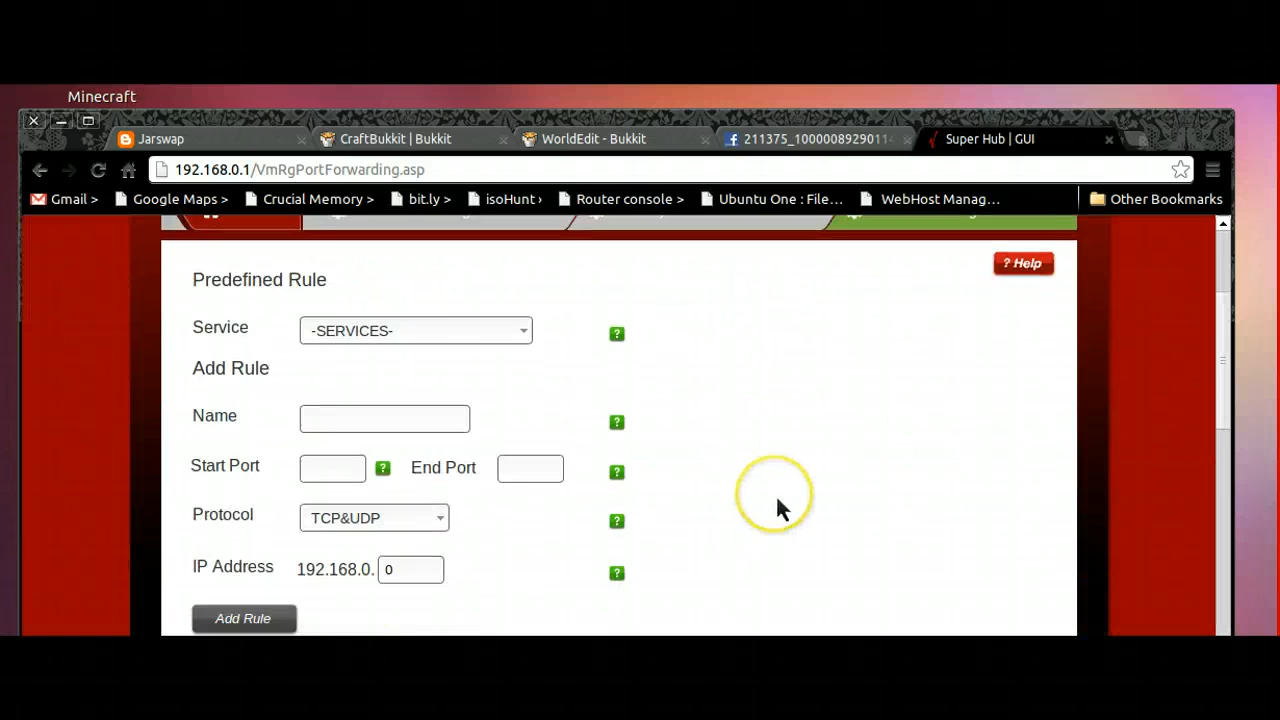 Minecraft
Jarswap
CraftBukkit | Bukkit
WorldEdit - Bukkit
211375_10000089290114
Super Hub | GUI
192.168.0.1/VmRgPortForwarding.asp
Gmail >
Google Maps >
Crucial Memory >
bit.ly >
isoHunt ›
Router console >
Ubuntu One : File...
WebHost Manag...
Other Bookmarks
? Help
Predefined Rule
Service
-SERVICES-
?
Add Rule
Name
?
Start Port
?
End Port
?
Protocol
TCP&UDP
?
IP Address
192.168.0.
0
?
Add Rule